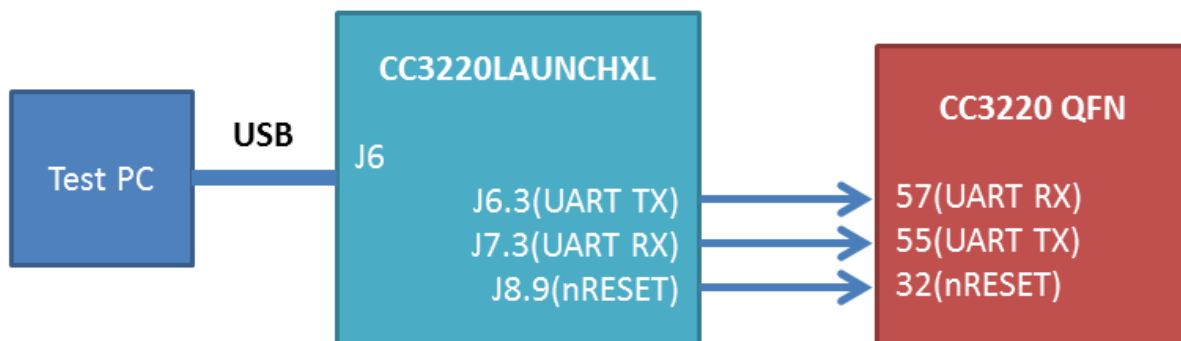 CC3220LAUNCHXL
CC3220 QFN
USB
Test PC
J6
J6.3(UART TX)
57(UART RX)
J7.3(UART RX)
55(UART TX)
J8.9(nRESET)
32(nRESET)